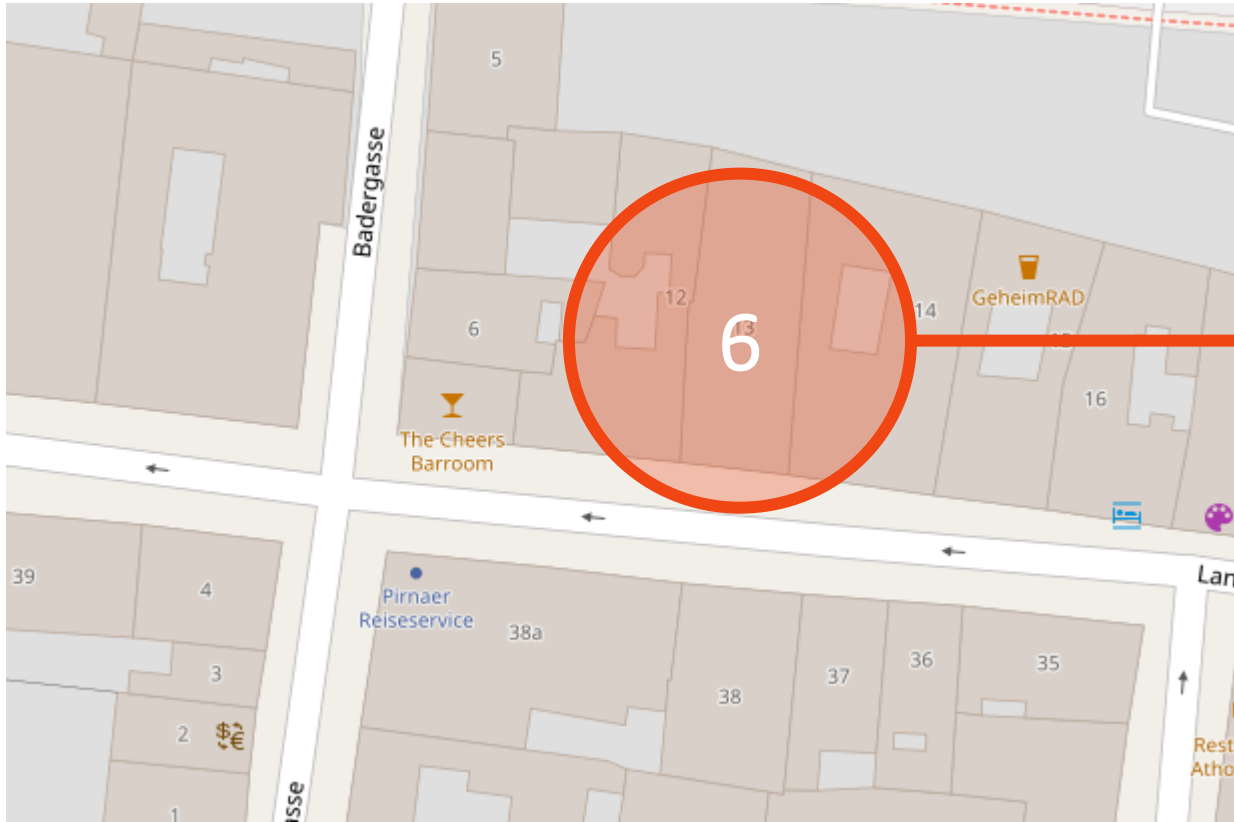 5
Badergasse
12
13
14
GeheimRAD
15
6
6
16
The Cheers
Barroom
Lan
39
4
Pirnaer
Reiseservice
38a
3
38
37
36
35
2
$€
1
asse
Rest
Atho